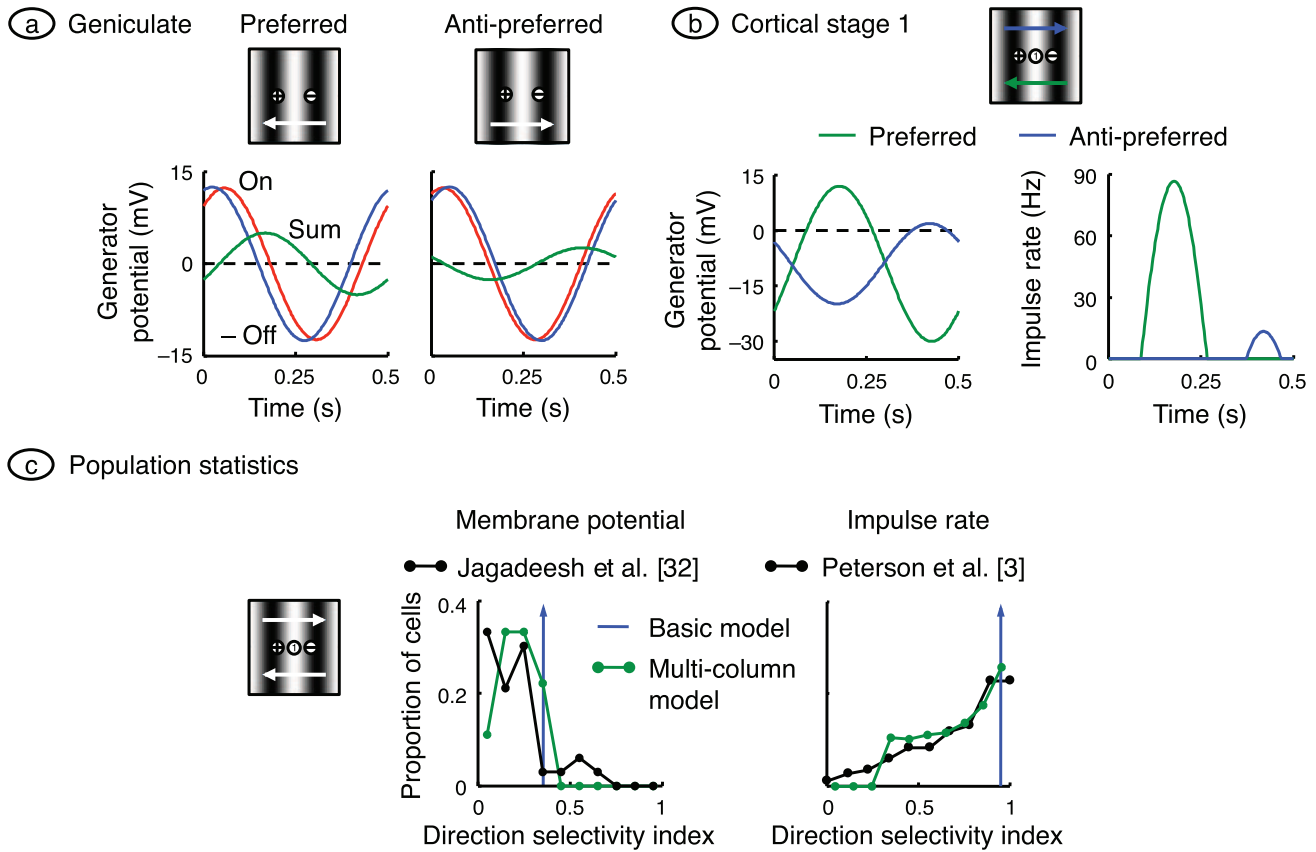 a Geniculate
Preferred
Anti-preferred
+ −
+ −
15
0
−15
Generator
potential (mV)
On
Sum
− Off
0 0.25 0.5
Time (s)
0 0.25 0.5
Time (s)
b Cortical stage 1
+ 1 −
Preferred
Anti-preferred
15
0
−15
−30
Generator
potential (mV)
0 0.25 0.5
Time (s)
90
60
30
0
Impulse rate (Hz)
0 0.25 0.5
Time (s)
c Population statistics
+ 1 −
Membrane potential
Jagadeesh et al. [32]
0.4
0.2
0
Proportion of cells
Basic model
Multi-column
model
0 0.5 1
Direction selectivity index
Impulse rate
Peterson et al. [3]
0 0.5 1
Direction selectivity index